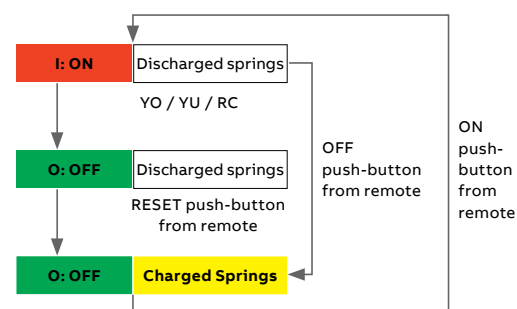 I: ON Discharged springs
YO / YU / RC
O: OFF Discharged springs
RESET push-button
from remote
O: OFF Charged Springs
OFF
push-button
from remote
ON
push-
button
from
remote